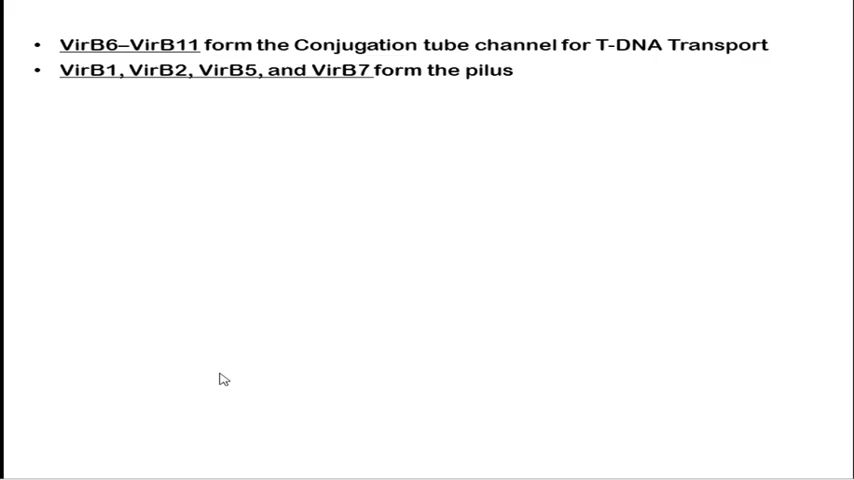 • VirB6–VirB11 form the Conjugation tube channel for T-DNA Transport
• VirB1, VirB2, VirB5, and VirB7 form the pilus